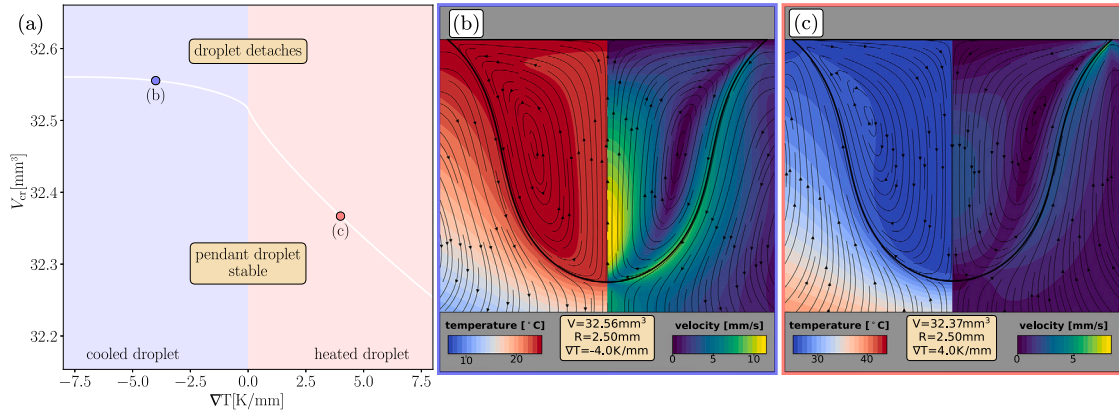 (a)
32.6
32.5
32.4
32.3
32.2
V_cr[mm³]
droplet detaches
(b)
(c)
pendant droplet
stable
cooled droplet
heated droplet
−7.5
−5.0
−2.5
0.0
2.5
5.0
7.5
∇T[K/mm]
(b)
temperature [°C]
10
20
V=32.56mm³
R=2.50mm
∇T=-4.0K/mm
velocity [mm/s]
0
5
10
(c)
temperature [°C]
30
40
V=32.37mm³
R=2.50mm
∇T=4.0K/mm
velocity [mm/s]
0
5